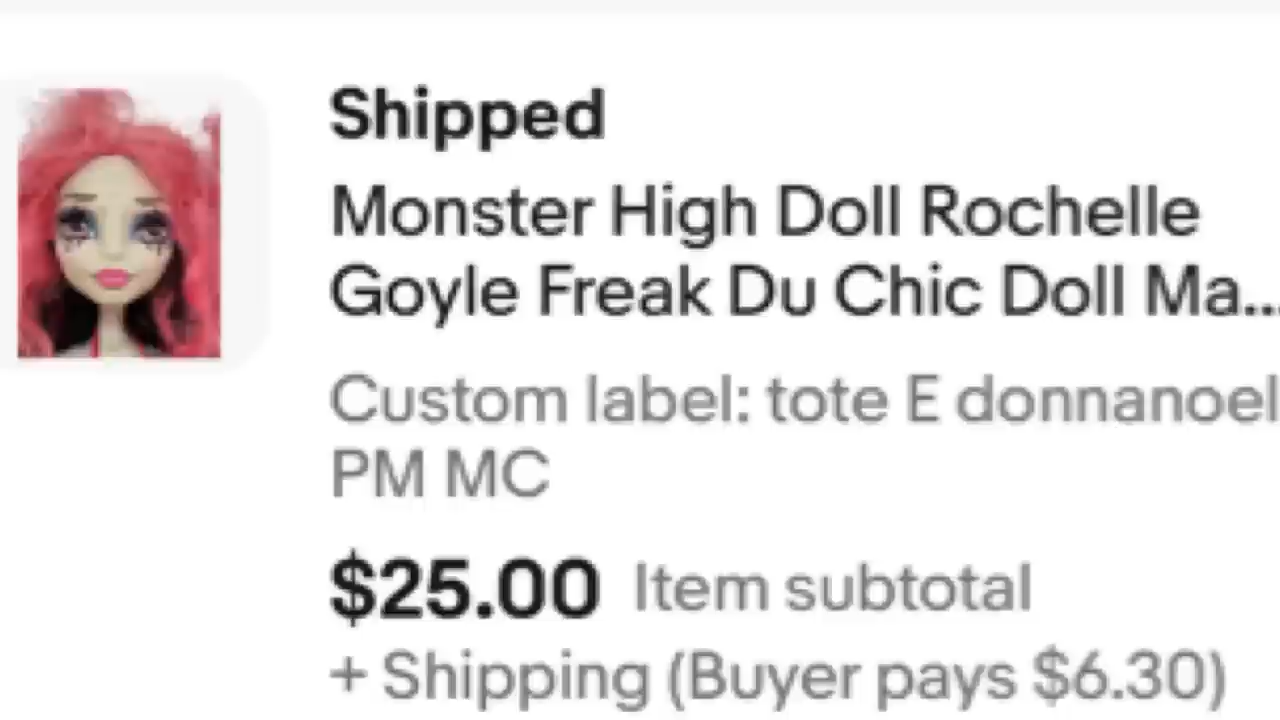 Shipped
Monster High Doll Rochelle
Goyle Freak Du Chic Doll Ma...
Custom label: tote E donnanoel
PM MC
$25.00 Item subtotal
+ Shipping (Buyer pays $6.30)